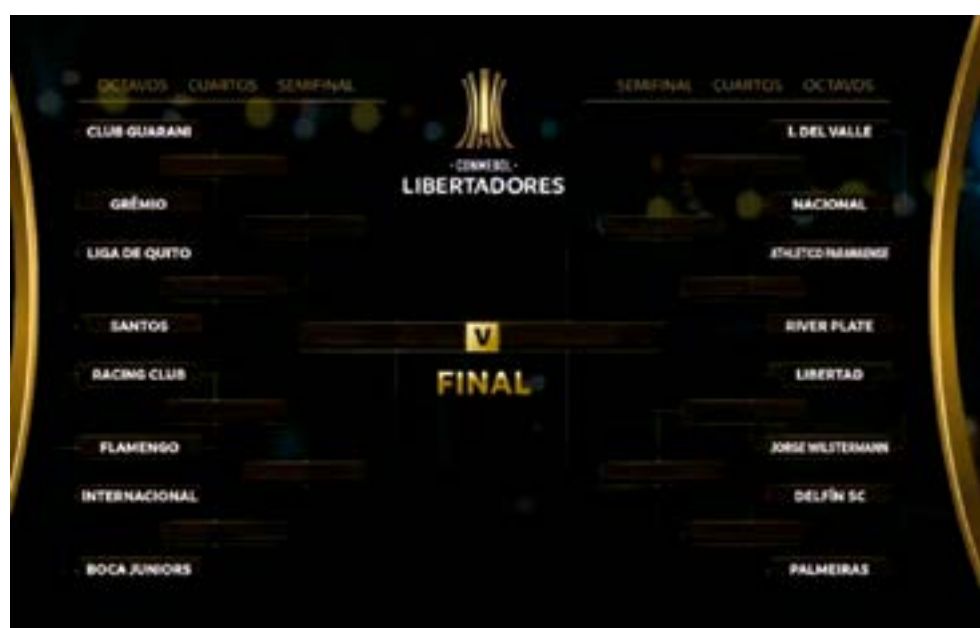 OCTAVOS CUARTOS SEMIFINAL
CLUB GUARANI
GRÊMIO
LIGA DE QUITO
SANTOS
RACING CLUB
FLAMENGO
INTERNACIONAL
BOCA JUNIORS
·CONMEBOL·
LIBERTADORES
V
FINAL
SEMIFINAL CUARTOS OCTAVOS
I. DEL VALLE
NACIONAL
ATHLETICO PARANAENSE
RIVER PLATE
LIBERTAD
JORGE WILSTERMANN
DELFÍN SC
PALMEIRAS